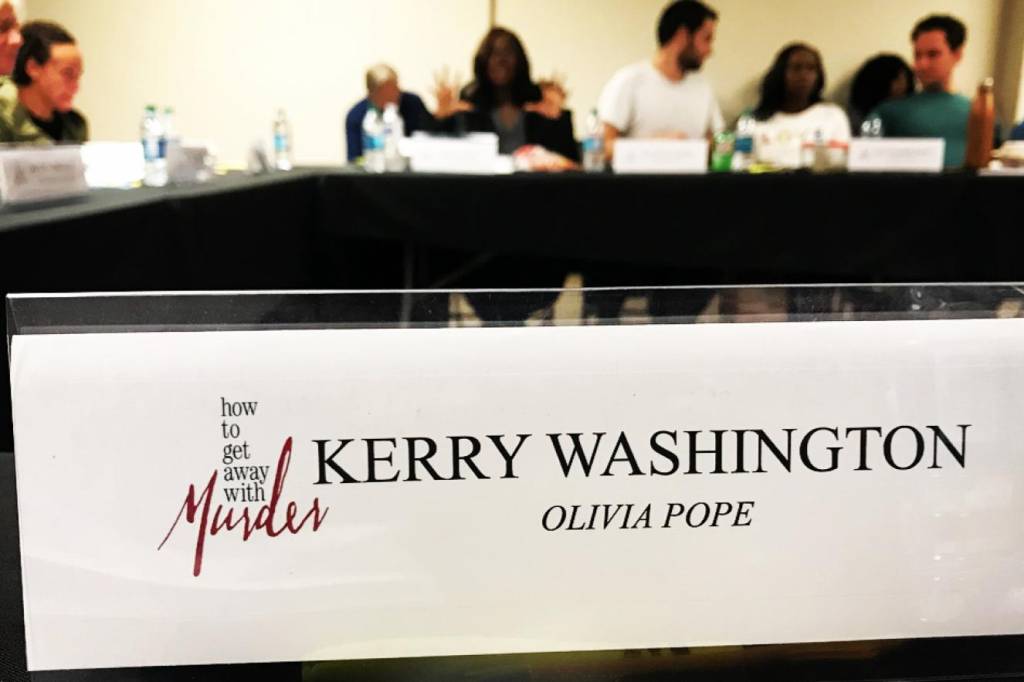 how
to
get
away
with
Murder
KERRY WASHINGTON
OLIVIA POPE